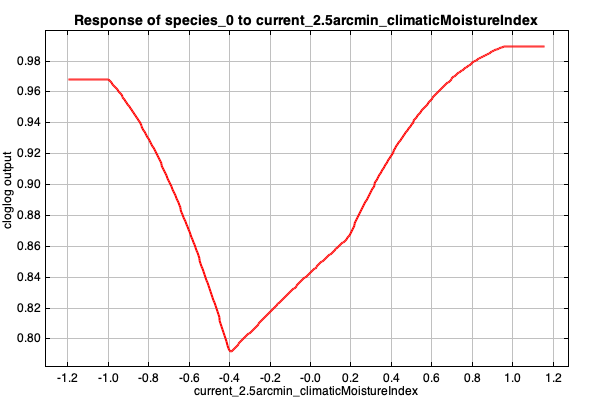 Response of species_0 to current_2.5arcmin_climaticMoistureIndex
cloglog output
0.98
0.96
0.94
0.92
0.90
0.88
0.86
0.84
0.82
0.80
-1.2 -1.0 -0.8 -0.6 -0.4 -0.2 -0.0 0.2 0.4 0.6 0.8 1.0 1.2
current_2.5arcmin_climaticMoistureIndex